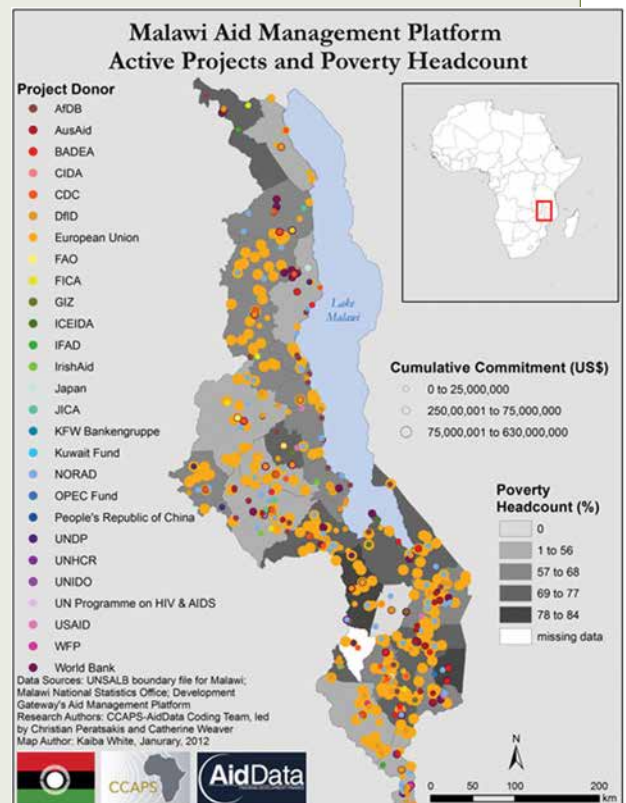 Malawi Aid Management Platform
Active Projects and Poverty Headcount
Project Donor
AfDB
AusAid
BADEA
CIDA
CDC
DfID
European Union
FAO
FICA
GIZ
ICEIDA
IFAD
IrishAid
Japan
JICA
KFW Bankengruppe
Kuwait Fund
NORAD
OPEC Fund
People's Republic of China
UNDP
UNHCR
UNIDO
UN Programme on HIV & AIDS
USAID
WFP
World Bank
Lake
Malawi
Cumulative Commitment (US$)
0 to 25,000,000
250,00,001 to 75,000,000
75,000,001 to 630,000,000
Poverty
Headcount (%)
0
1 to 56
57 to 68
69 to 77
78 to 84
missing data
Data Sources: UNSALB boundary file for Malawi;
Malawi National Statistics Office; Development
Gateway's Aid Management Platform
Research Authors: CCAPS-AidData Coding Team, led
by Christian Peratsakis and Catherine Weaver
Map Author: Kaiba White, Janurary, 2012
CCAPS
AidData
N
0 50 100 200
km